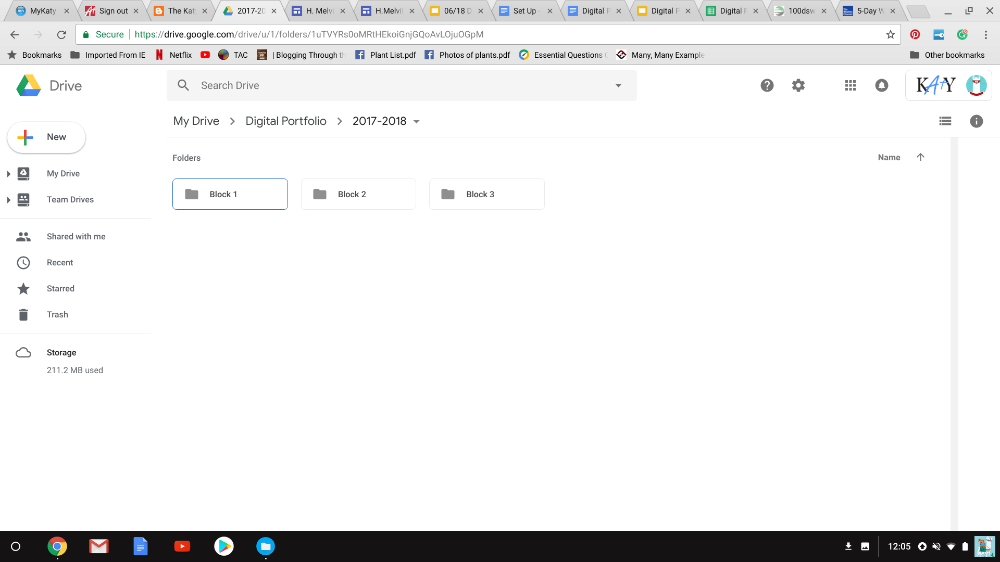 MyKaty
Sign out
The Kat
2017-20
H. Melvi
H.Melvil
06/18 D
Set Up -
Digital P
Digital P
Digital P
100dsw
5-Day W
Secure
https://drive.google.com/drive/u/1/folders/1uTVYRs0oMRtHEkoiGnjGQoAvLOjuOGpM
Bookmarks
Imported From IE
Netflix
TAC
| Blogging Through th
Plant List.pdf
Photos of plants.pdf
Essential Questions
Many, Many Example
Other bookmarks
Drive
Search Drive
KAtY
My Drive
Digital Portfolio
2017-2018
New
Folders
Name
Block 1
Block 2
Block 3
My Drive
Team Drives
Shared with me
Recent
Starred
Trash
Storage
211.2 MB used
12:05